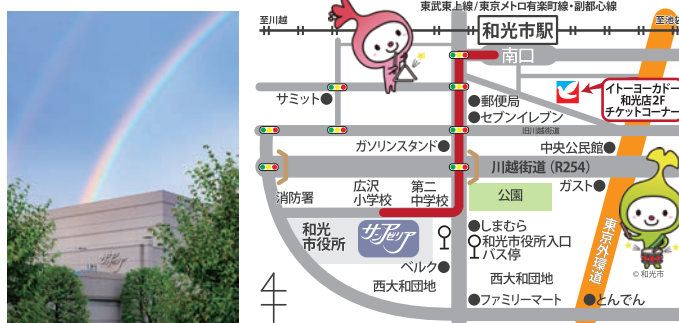 東武東上線/東京メトロ有楽町線・副都心線
至川越
至池袋
和光市駅
南口
サミット
郵便局
セブンイレブン
イトーヨーカドー
和光店2F
チケットコーナー
旧川越街道
ガソリンスタンド
中央公民館
川越街道(R254)
消防署
広沢
小学校
第二
中学校
公園
ガスト
和光
市役所
サンアゼリア
しまむら
和光市役所入口
バス停
東京外環道
ベルク
西大和団地
西大和団地
© 和光市
ファミリーマート
とんでん